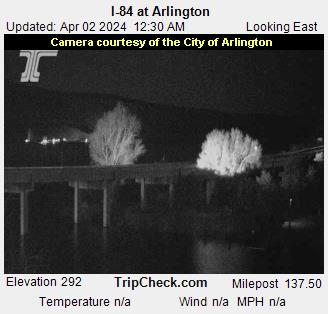 I-84 at Arlington
Updated: Apr 02 2024 12:30 AM Looking East
Camera courtesy of the City of Arlington
Elevation 292 TripCheck.com Milepost 137.50
Temperature n/a Wind n/a MPH n/a